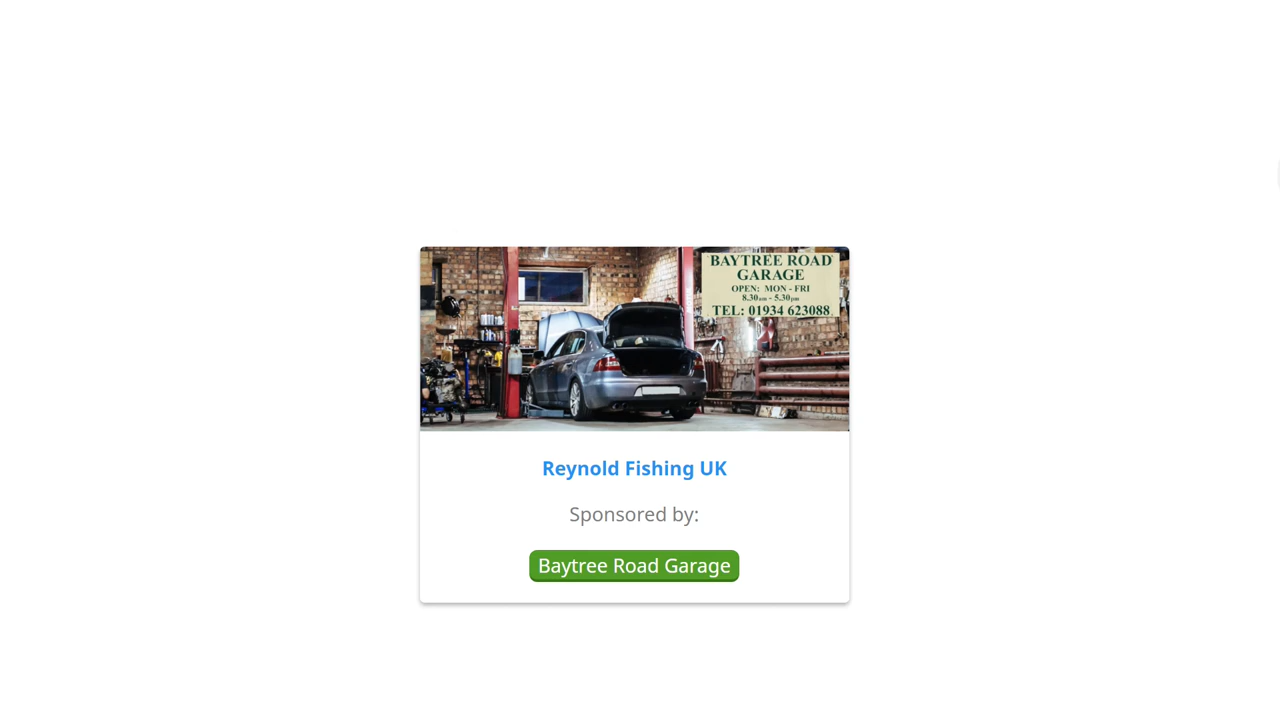 BAYTREE ROAD
GARAGE
OPEN: MON - FRI
8.30am - 5.30pm
TEL: 01934 623088
Reynold Fishing UK
Sponsored by:
Baytree Road Garage